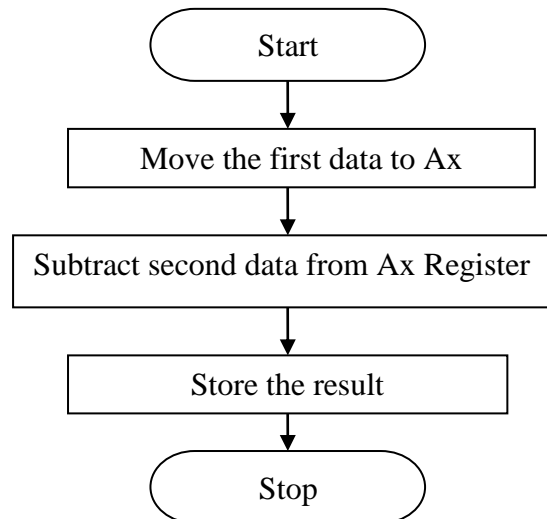 Start
Move the first data to Ax
Subtract second data from Ax Register
Store the result
Stop